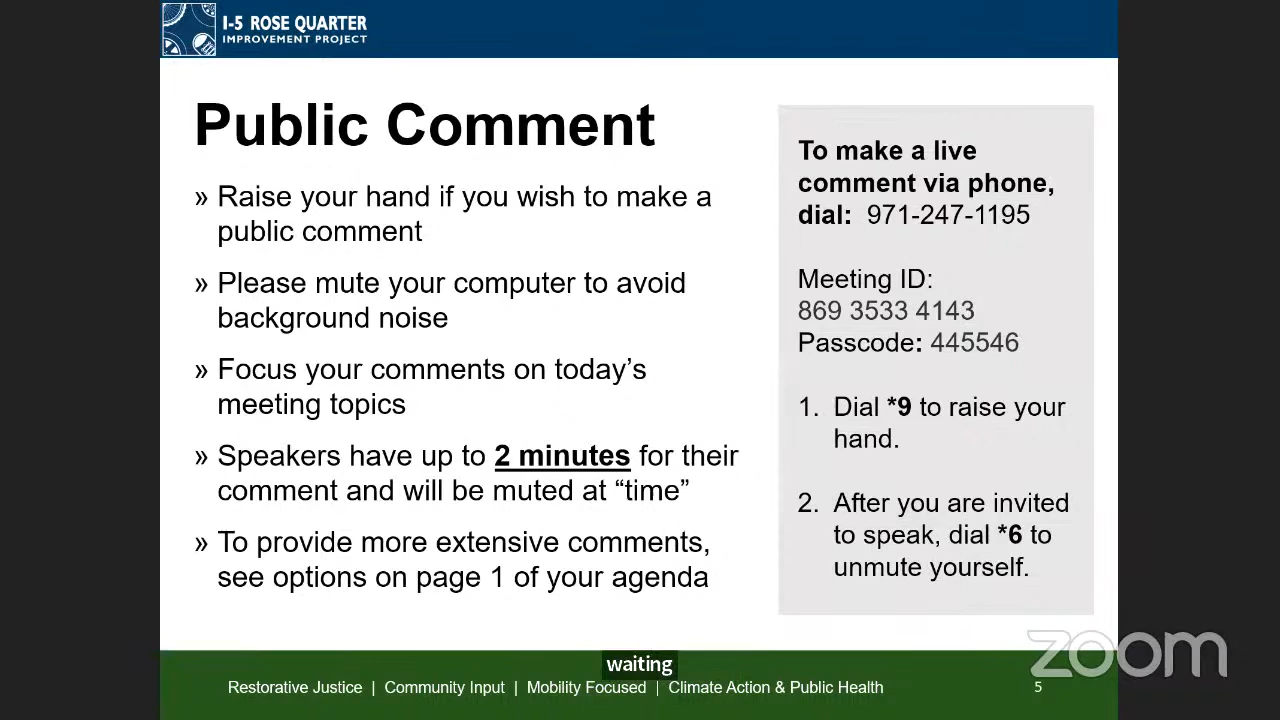 I-5 ROSE QUARTER
IMPROVEMENT PROJECT
Public Comment
» Raise your hand if you wish to make a
public comment
» Please mute your computer to avoid
background noise
» Focus your comments on today’s
meeting topics
» Speakers have up to 2 minutes for their
comment and will be muted at “time”
» To provide more extensive comments,
see options on page 1 of your agenda
To make a live
comment via phone,
dial: 971-247-1195
Meeting ID:
869 3533 4143
Passcode: 445546
1. Dial *9 to raise your
hand.
2. After you are invited
to speak, dial *6 to
unmute yourself.
zoom
waiting
Restorative Justice | Community Input | Mobility Focused | Climate Action & Public Health
5